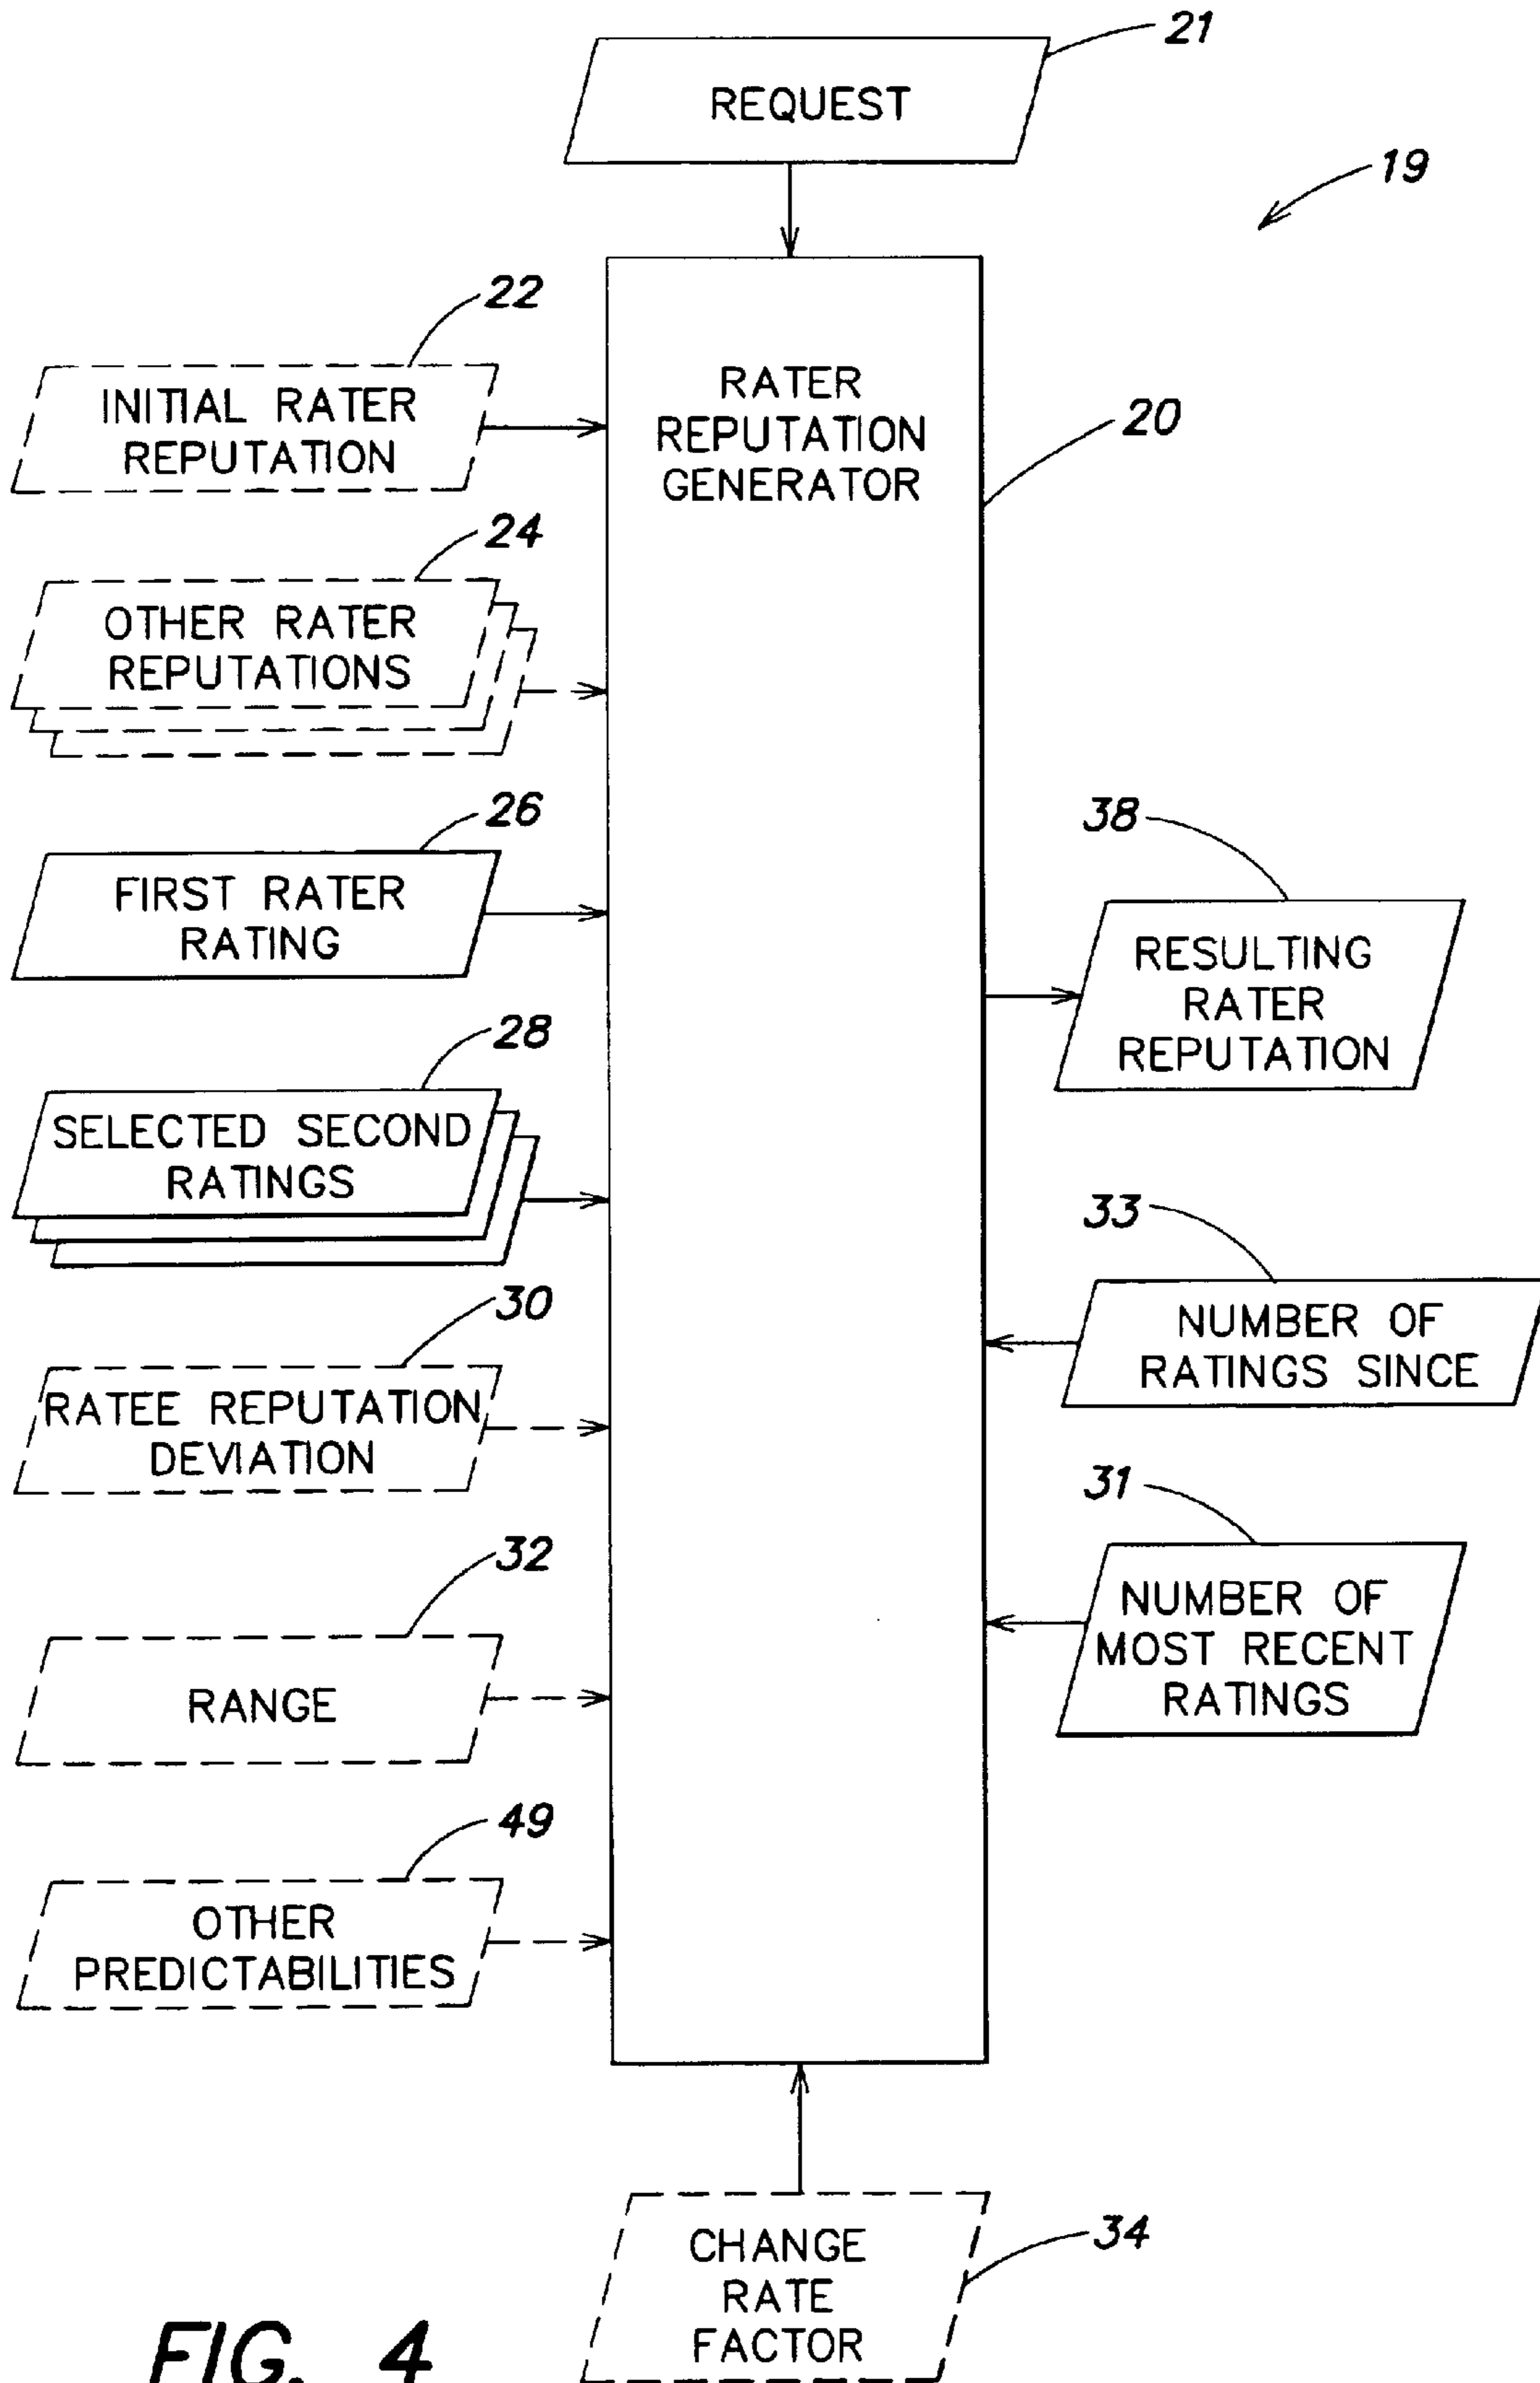 21
REQUEST
19
22
INITIAL RATER
REPUTATION
RATER
REPUTATION
GENERATOR
20
24
OTHER RATER
REPUTATIONS
26
FIRST RATER
RATING
38
RESULTING
RATER
REPUTATION
28
SELECTED SECOND
RATINGS
33
NUMBER OF
RATINGS SINCE
30
RATEE REPUTATION
DEVIATION
31
NUMBER OF
MOST RECENT
RATINGS
32
RANGE
49
OTHER
PREDICTABILITIES
34
CHANGE
RATE
FACTOR
FIG. 4